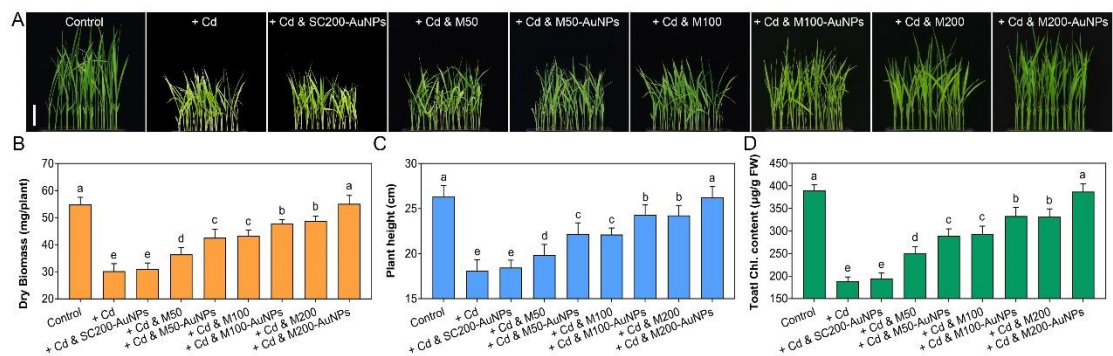 A
Control
+ Cd
+ Cd & SC200-AuNPs
+ Cd & M50
+ Cd & M50-AuNPs
+ Cd & M100
+ Cd & M100-AuNPs
+ Cd & M200
+ Cd & M200-AuNPs
B
Dry Biomass (mg/plant)
70
60
50
40
30
20
a
e
e
d
c
c
b
b
a
Control
+ Cd
+ Cd & SC200-AuNPs
+ Cd & M50
+ Cd & M50-AuNPs
+ Cd & M100
+ Cd & M100-AuNPs
+ Cd & M200
+ Cd & M200-AuNPs
C
Plant height (cm)
30
26
22
19
15
a
e
e
d
c
c
b
b
a
Control
+ Cd
+ Cd & SC200-AuNPs
+ Cd & M50
+ Cd & M50-AuNPs
+ Cd & M100
+ Cd & M100-AuNPs
+ Cd & M200
+ Cd & M200-AuNPs
D
Toatl Chl. content (µg/g FW)
450
400
350
300
250
200
150
a
e
e
d
c
c
b
b
a
Control
+ Cd
+ Cd & SC200-AuNPs
+ Cd & M50
+ Cd & M50-AuNPs
+ Cd & M100
+ Cd & M100-AuNPs
+ Cd & M200
+ Cd & M200-AuNPs